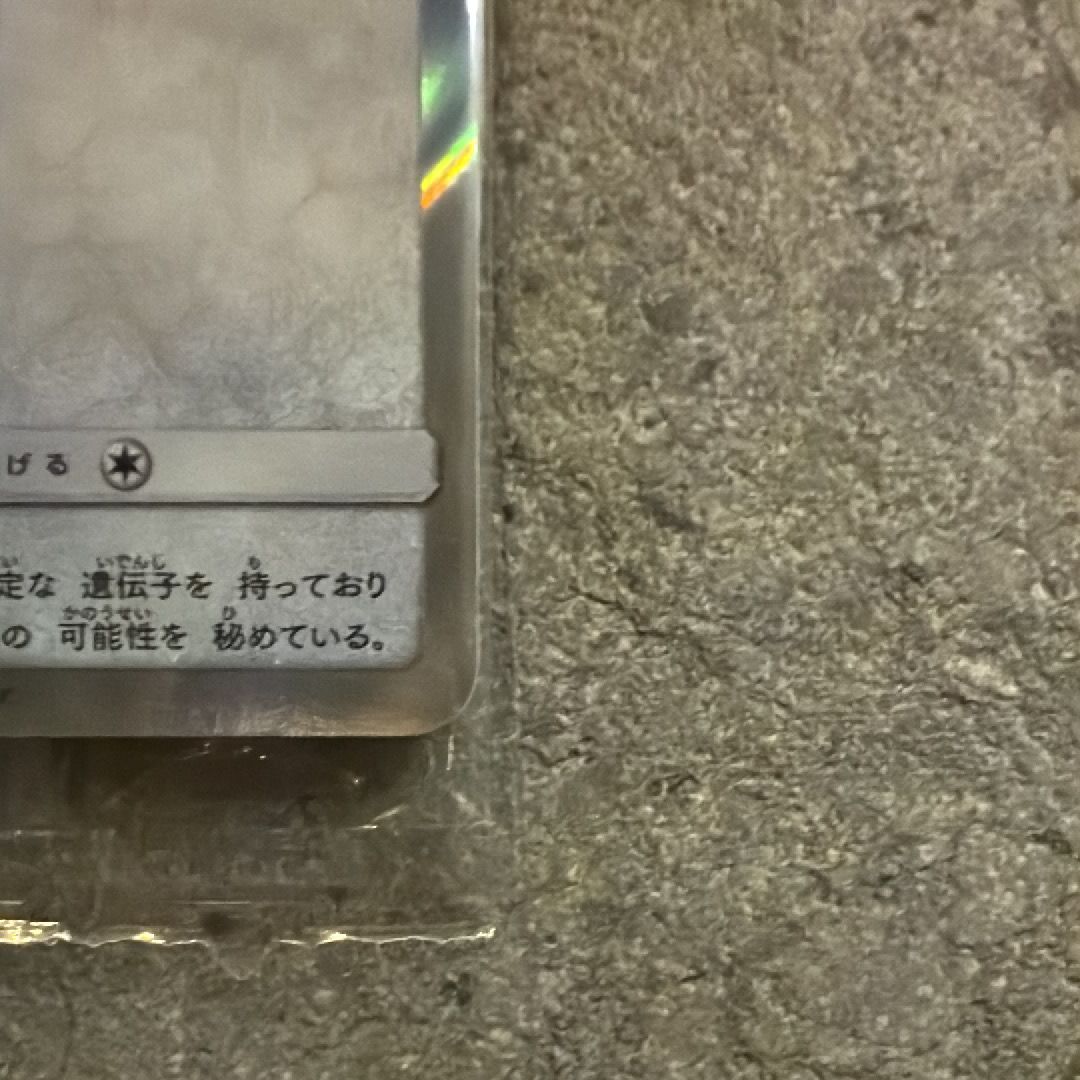 げる
定な 遺伝子を 持っており
の 可能性を 秘めている。